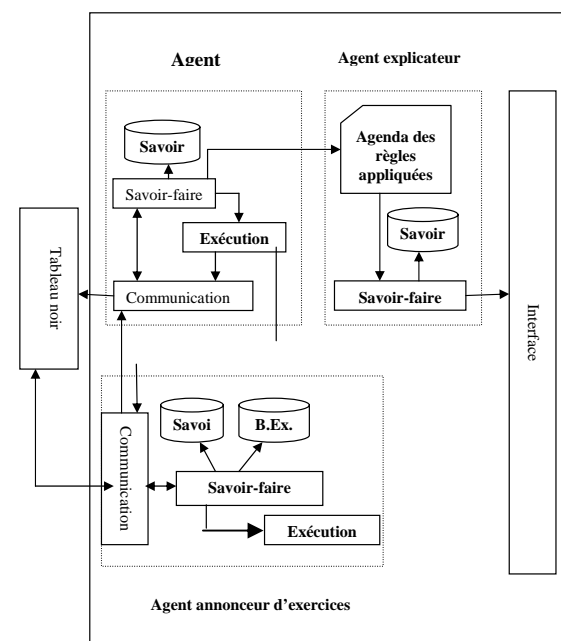 Agent
Agent explicateur
Savoir
Savoir-faire
Exécution
Communication
Agenda des
règles
appliquées
Savoir
Savoir-faire
Tableau noir
Interface
Communication
Savoi
B.Ex.
Savoir-faire
Exécution
Agent annonceur d'exercices